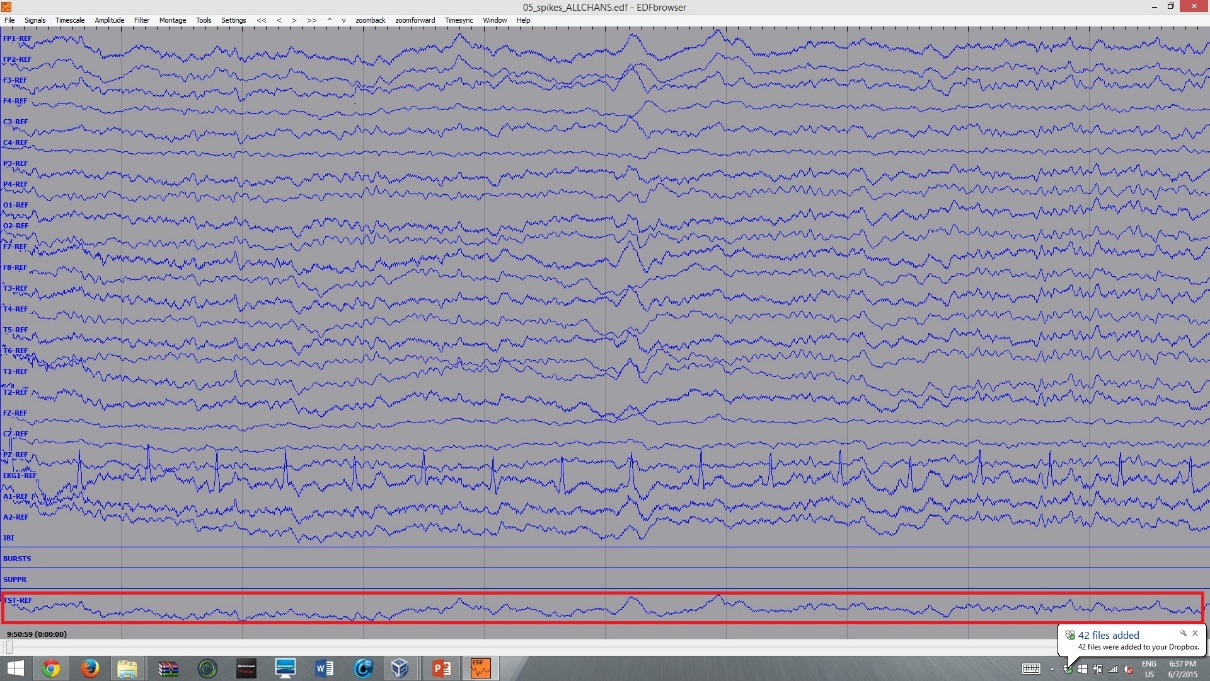 05_spikes_ALLCHANS.edf - EDFbrowser
File Signals Timescale Amplitude Filter Montage Tools Settings << < > >> ^ v zoomback zoomforward Timesync Window Help
FP1-REF
FP2-REF
F3-REF
F4-REF
C3-REF
C4-REF
P3-REF
P4-REF
O1-REF
O2-REF
F7-REF
F8-REF
T3-REF
T4-REF
T5-REF
T6-REF
T1-REF
T2-REF
FZ-REF
CZ-REF
PZ-REF
EKG1-REF
A1-REF
A2-REF
IBI
BURSTS
SUPPR
TST-REF
9:50:59 (0:00:00)
42 files added
42 files were added to your Dropbox.
EDF
ENG 6:37 PM
US 6/7/2015